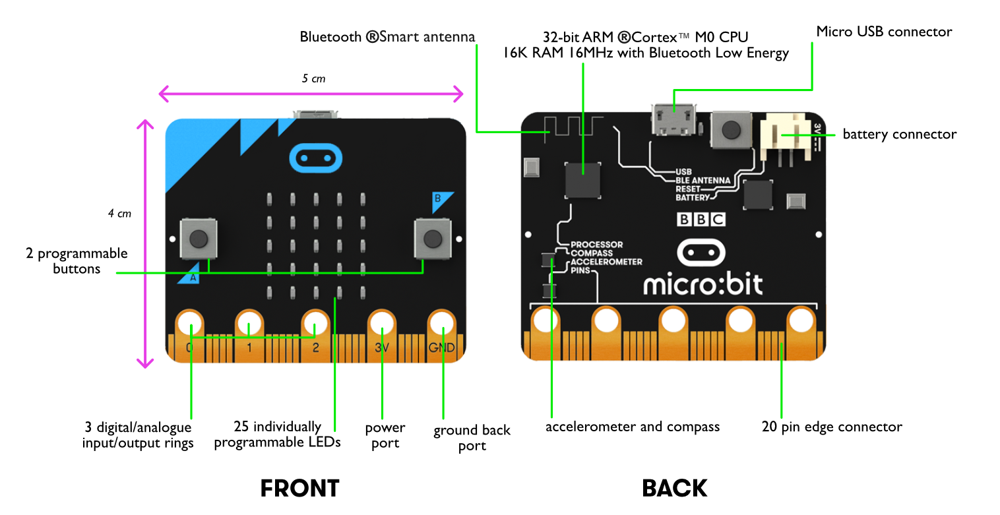 Bluetooth ®Smart antenna
32-bit ARM ®Cortex™ M0 CPU
16K RAM 16MHz with Bluetooth Low Energy
Micro USB connector
5 cm
4 cm
battery connector
3V
USB
BLE ANTENNA
RESET
BATTERY
B
BBC
2 programmable
buttons
A
PROCESSOR
COMPASS
ACCELEROMETER
PINS
micro:bit
0
1
2
3V
GND
3 digital/analogue
input/output rings
25 individually
programmable LEDs
power
port
ground back
port
accelerometer and compass
20 pin edge connector
FRONT
BACK